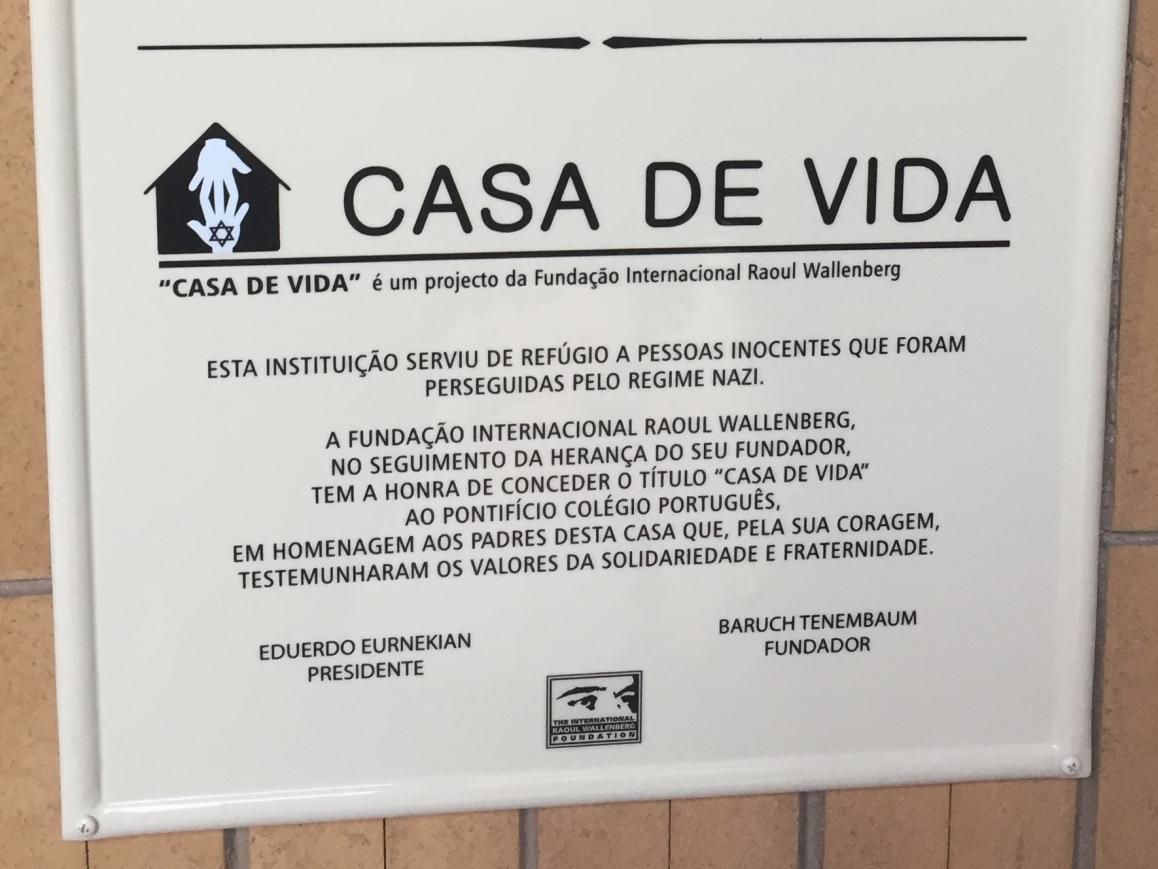 CASA DE VIDA
“CASA DE VIDA” é um projecto da Fundação Internacional Raoul Wallenberg
ESTA INSTITUIÇÃO SERVIU DE REFÚGIO A PESSOAS INOCENTES QUE FORAM
PERSEGUIDAS PELO REGIME NAZI.
A FUNDAÇÃO INTERNACIONAL RAOUL WALLENBERG,
NO SEGUIMENTO DA HERANÇA DO SEU FUNDADOR,
TEM A HONRA DE CONCEDER O TÍTULO “CASA DE VIDA”
AO PONTIFÍCIO COLÉGIO PORTUGUÊS,
EM HOMENAGEM AOS PADRES DESTA CASA QUE, PELA SUA CORAGEM,
TESTEMUNHARAM OS VALORES DA SOLIDARIEDADE E FRATERNIDADE.
EDUERDO EURNEKIAN
PRESIDENTE
BARUCH TENEMBAUM
FUNDADOR
THE INTERNATIONAL
RAOUL WALLENBERG
FOUNDATION